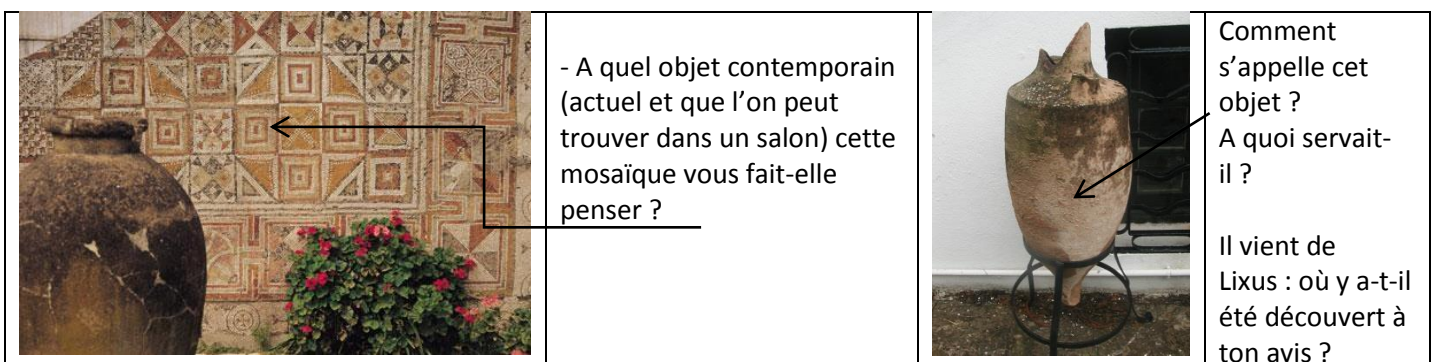 - A quel objet contemporain
(actuel et que l'on peut
trouver dans un salon) cette
mosaïque vous fait-elle
penser ?
Comment
s'appelle cet
objet ?
A quoi servait-
il ?
Il vient de
Lixus : où y a-t-il
été découvert à
ton avis ?